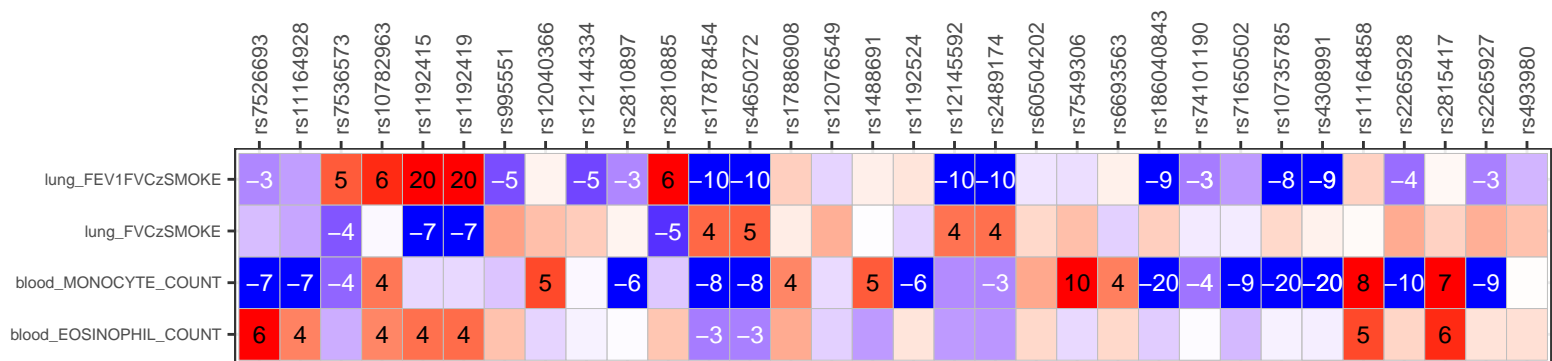 rs7526693 rs11164928 rs7536573 rs10782963 rs11192415 rs11192419 rs9955551 rs12040366 rs12144334 rs2810897 rs2810885 rs17878454 rs4650272 rs17886908 rs12076549 rs1488691 rs11192524 rs12145592 rs2489174 rs60504202 rs7549306 rs6693563 rs186040843 rs74101190 rs71650502 rs10735785 rs4308991 rs11164858 rs2265928 rs2815417 rs2265927 rs493980
lung_FEV1FVCzSMOKE −3 5 6 20 20 −5 −5 −3 6 −10 −10 −10 −10 −9 −3 −8 −9 −4 −3
lung_FVCzSMOKE −4 −7 −7 −5 4 5 4 4
blood_MONOCYTE_COUNT −7 −7 −4 4 5 −6 −8 −8 4 5 −6 −3 10 4 −20 −4 −9 −20 −20 8 −10 7 −9
blood_EOSINOPHIL_COUNT 6 4 4 4 4 −3 −3 5 6